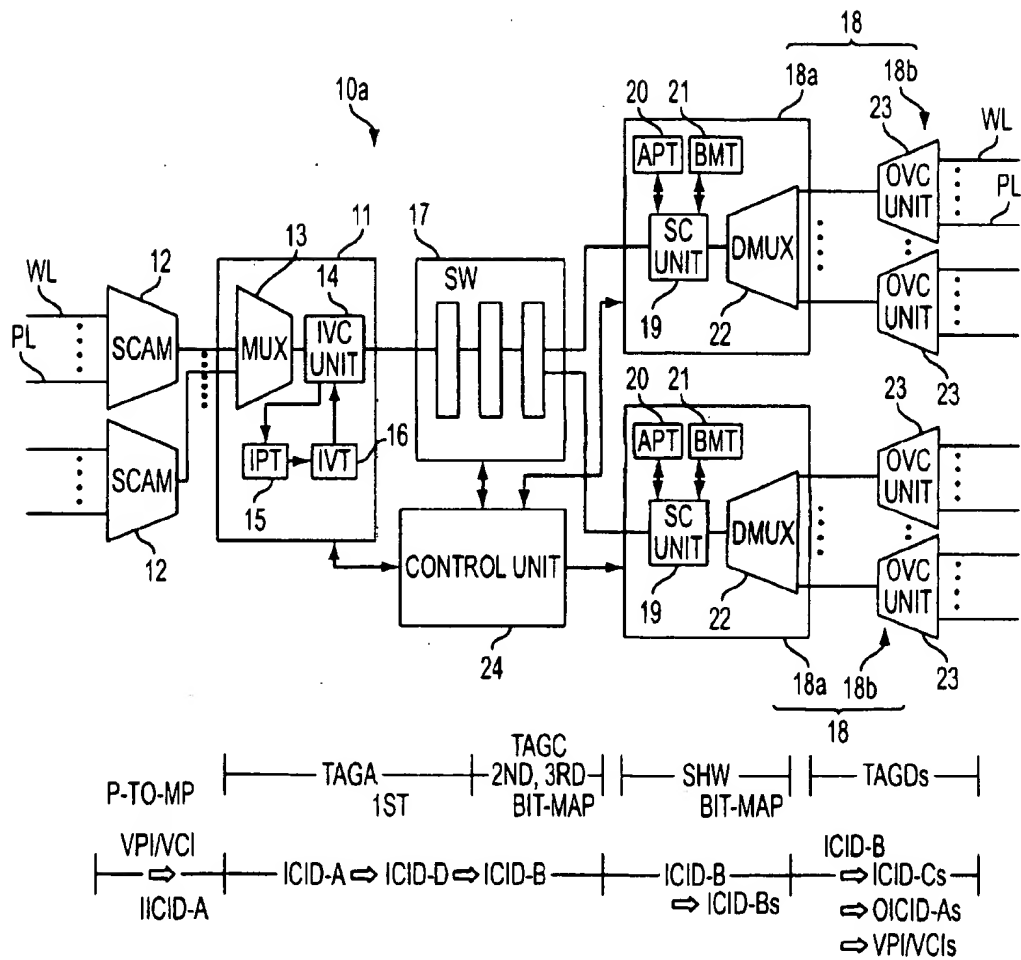 18
10a
18a
18b
20
21
23
WL
APT
BMT
OVC
UNIT
PL
11
13
17
12
14
SW
SC
UNIT
DMUX
WL
SCAM
MUX
IVC
UNIT
19
22
OVC
UNIT
PL
23
16
20
21
23
SCAM
IPT
IVT
APT
BMT
OVC
UNIT
15
SC
UNIT
DMUX
12
CONTROL UNIT
19
22
OVC
UNIT
24
18a
18b
23
18
P-TO-MP
TAGA
1ST
TAGC
2ND, 3RD
BIT-MAP
SHW
BIT-MAP
TAGDs
VPI/VCI
⇨
IICID-A
ICID-A ⇨ ICID-D ⇨ ICID-B
ICID-B
⇨ ICID-Bs
ICID-B
⇨ ICID-Cs
⇨ OICID-As
⇨ VPI/VCIs